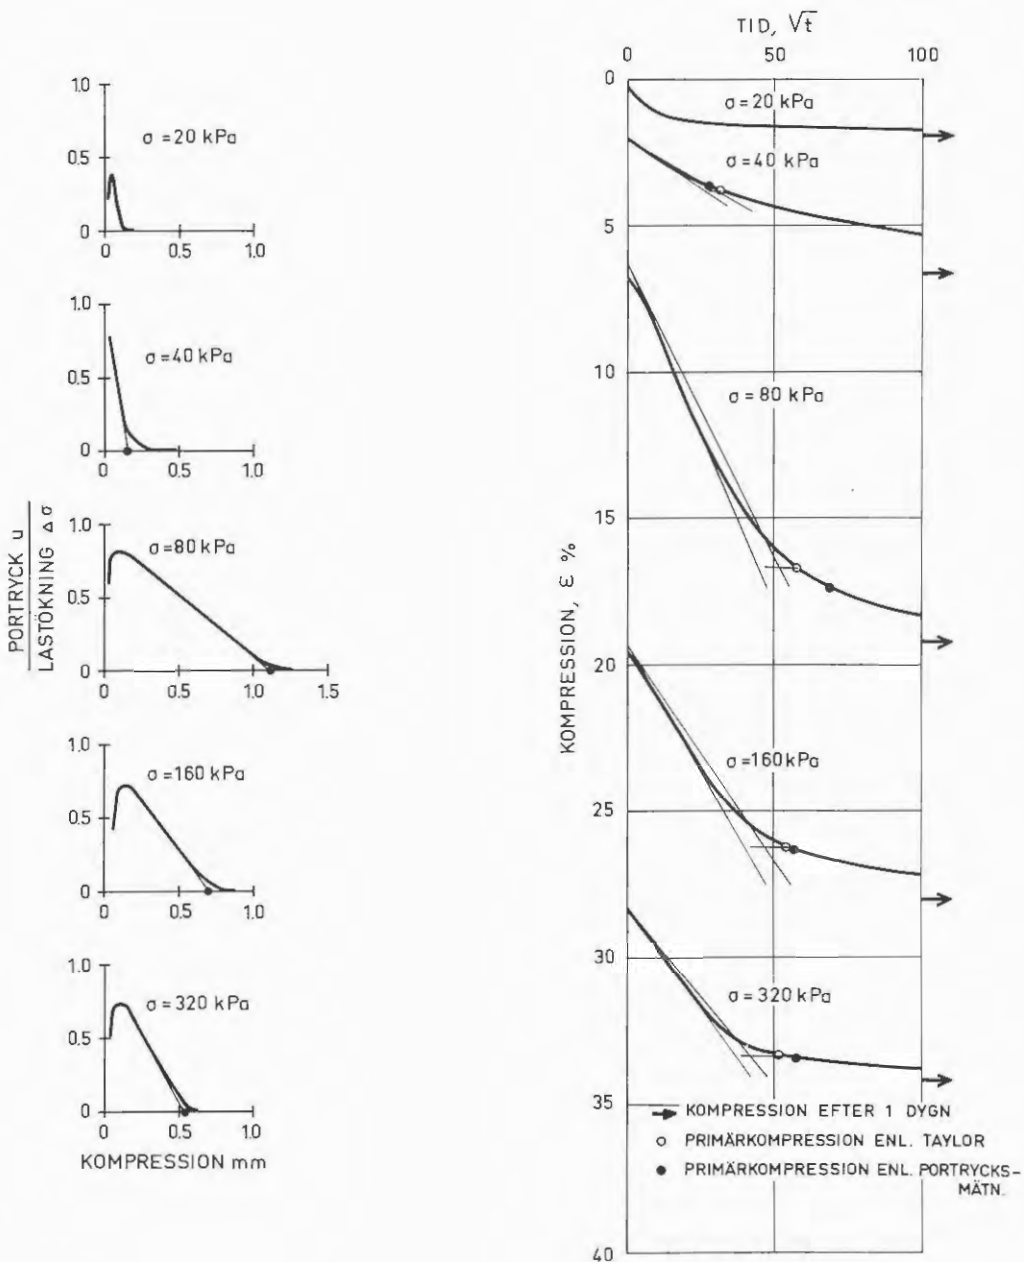 1.0
0.5
0
σ = 20 kPa
0 0.5 1.0
1.0
0.5
0
σ = 40 kPa
0 0.5 1.0
PORTRYCK u
LASTÖKNING Δσ
1.0
0.5
0
σ = 80 kPa
0 0.5 1.0 1.5
1.0
0.5
0
σ = 160 kPa
0 0.5 1.0
1.0
0.5
0
σ = 320 kPa
0 0.5 1.0
KOMPRESSION mm
TID, √t
0 50 100
KOMPRESSION, ε %
0
σ = 20 kPa
σ = 40 kPa
5
10
σ = 80 kPa
15
20
σ = 160 kPa
25
30
σ = 320 kPa
35
KOMPRESSION EFTER 1 DYGN
PRIMÄRKOMPRESSION ENL. TAYLOR
PRIMÄRKOMPRESSION ENL. PORTRYCKS-
MÄTN.
40